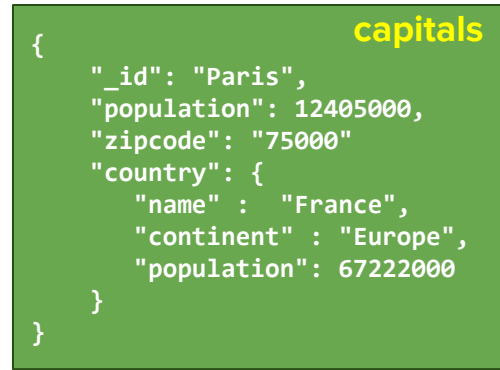 capitals
{
    "_id": "Paris",
    "population": 12405000,
    "zipcode": "75000"
    "country": {
       "name" :  "France",
       "continent" : "Europe",
       "population": 67222000
    }
}